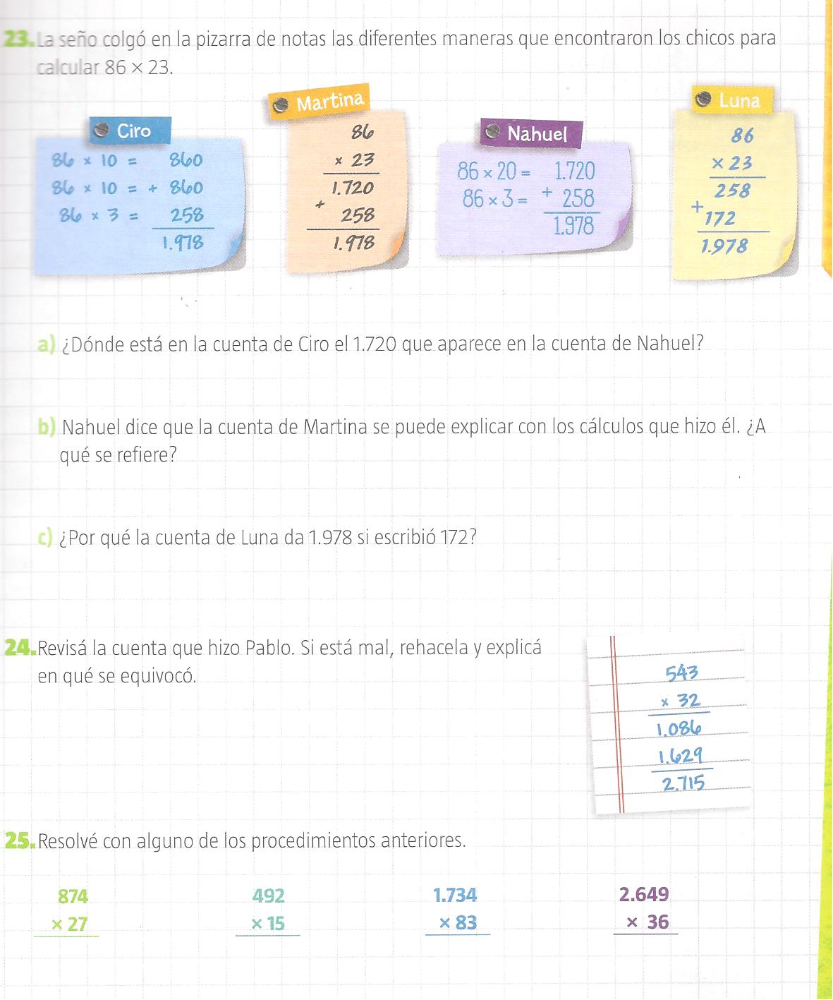 23. La seño colgó en la pizarra de notas las diferentes maneras que encontraron los chicos para
calcular 86 × 23.
Ciro
86 × 10 = 860
86 × 10 = + 860
86 × 3 = 258
1.978
Martina
86
× 23
1.720
+ 258
1.978
Nahuel
86 × 20 = 1.720
86 × 3 = + 258
1.978
Luna
86
× 23
258
+ 172
1.978
a) ¿Dónde está en la cuenta de Ciro el 1.720 que aparece en la cuenta de Nahuel?
b) Nahuel dice que la cuenta de Martina se puede explicar con los cálculos que hizo él. ¿A
qué se refiere?
c) ¿Por qué la cuenta de Luna da 1.978 si escribió 172?
24. Revisá la cuenta que hizo Pablo. Si está mal, rehacela y explicá
en qué se equivocó.
543
× 32
1.086
1.629
2.715
25. Resolvé con alguno de los procedimientos anteriores.
874
× 27
492
× 15
1.734
× 83
2.649
× 36